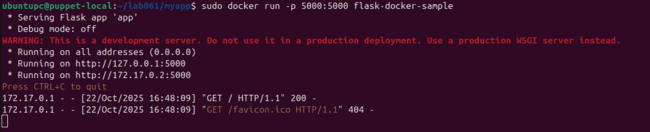 ubuntupc@puppet-local:~/lab061/myapp$ sudo docker run -p 5000:5000 flask-docker-sample
 * Serving Flask app 'app'
 * Debug mode: off
WARNING: This is a development server. Do not use it in a production deployment. Use a production WSGI server instead.
 * Running on all addresses (0.0.0.0)
 * Running on http://127.0.0.1:5000
 * Running on http://172.17.0.2:5000
Press CTRL+C to quit
172.17.0.1 - - [22/Oct/2025 16:48:09] "GET / HTTP/1.1" 200 -
172.17.0.1 - - [22/Oct/2025 16:48:09] "GET /favicon.ico HTTP/1.1" 404 -